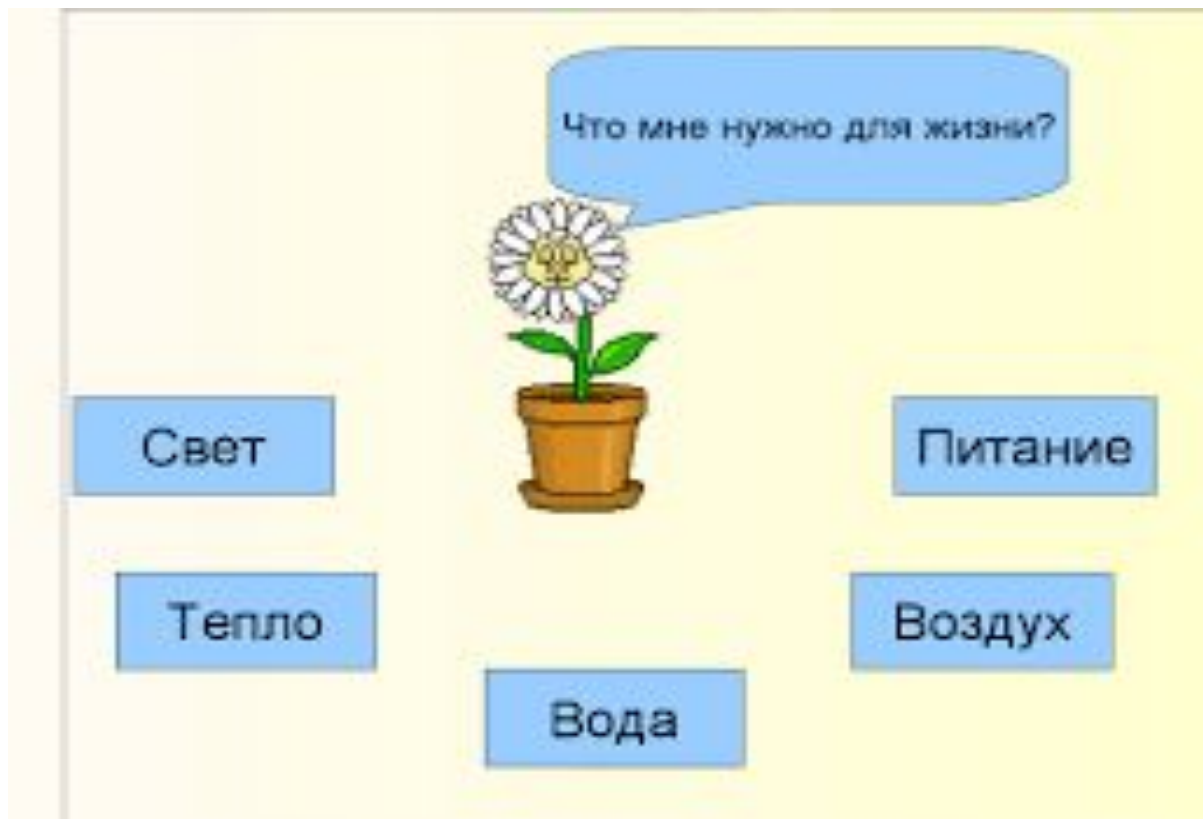 Что мне нужно для жизни?
Свет
Питание
Тепло
Воздух
Вода